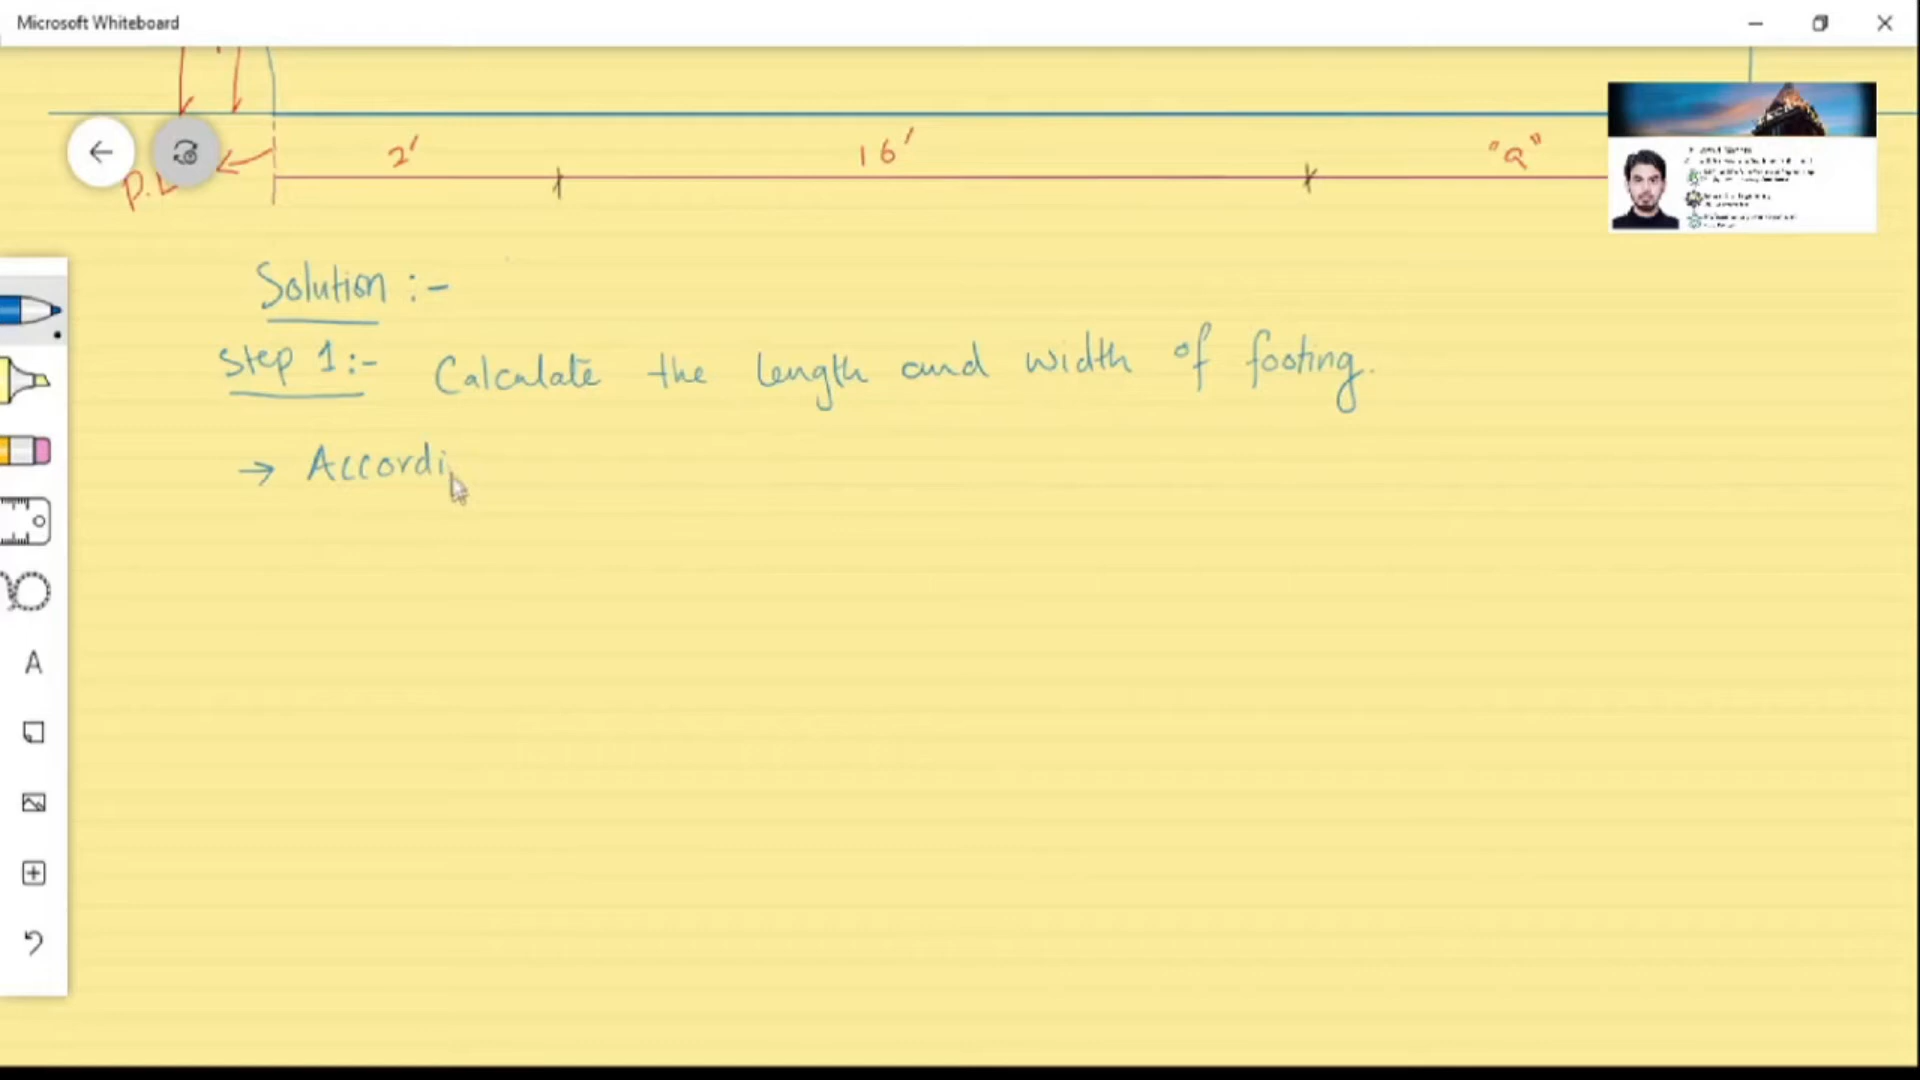 Microsoft Whiteboard
2' 16' "a"
P.L
Solution :-
Step 1:- Calculate the length and width of footing.
→ Accordi
A